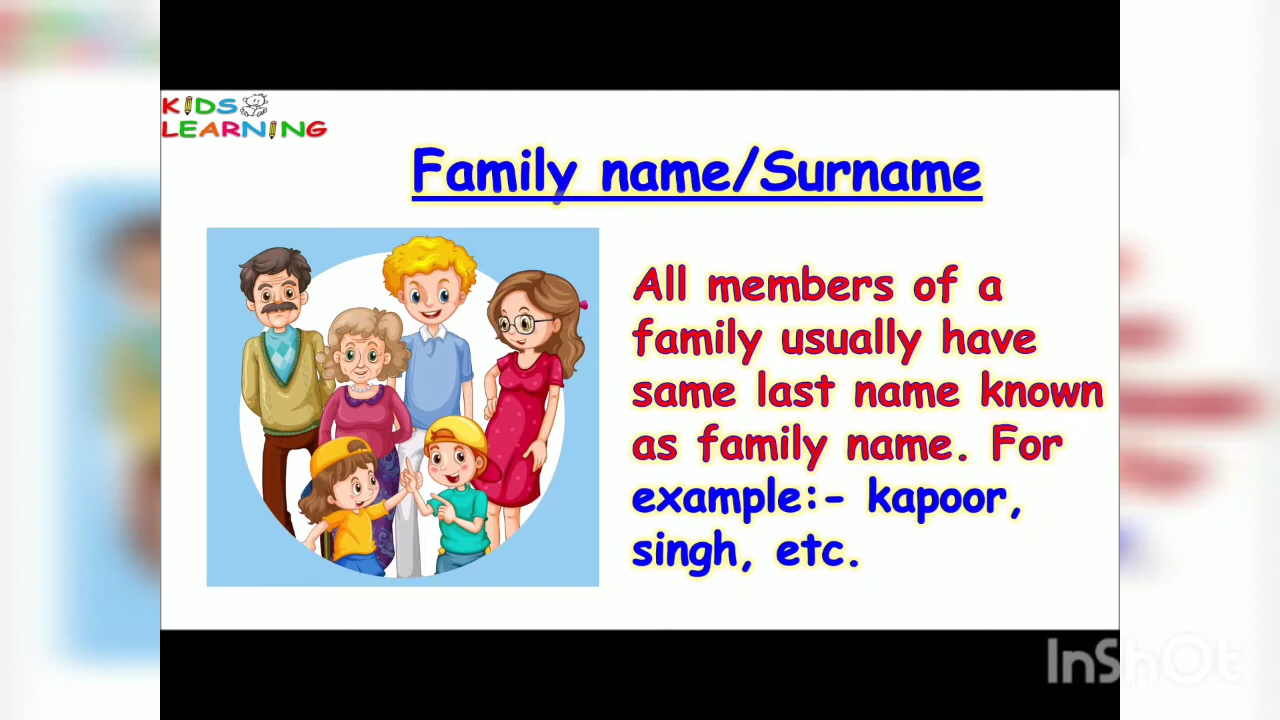 KIDS
LEARNING
Family name/Surname
All members of a
family usually have
same last name known
as family name. For
example:- kapoor,
singh, etc.
InShOt